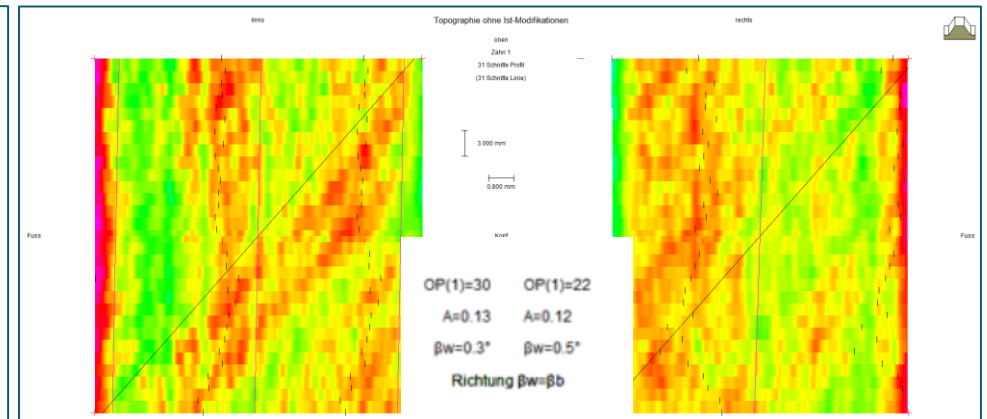 links
Topographie ohne Ist-Modifikationen
rechts
oben
Zahn 1
31 Schnitte Profil
(31 Schnitte Linie)
3.000 mm
0.800 mm
Fuss
Kopf
Fuss
OP(1)=30 OP(1)=22
A=0.13 A=0.12
βw=0.3° βw=0.5°
Richtung βw=βb